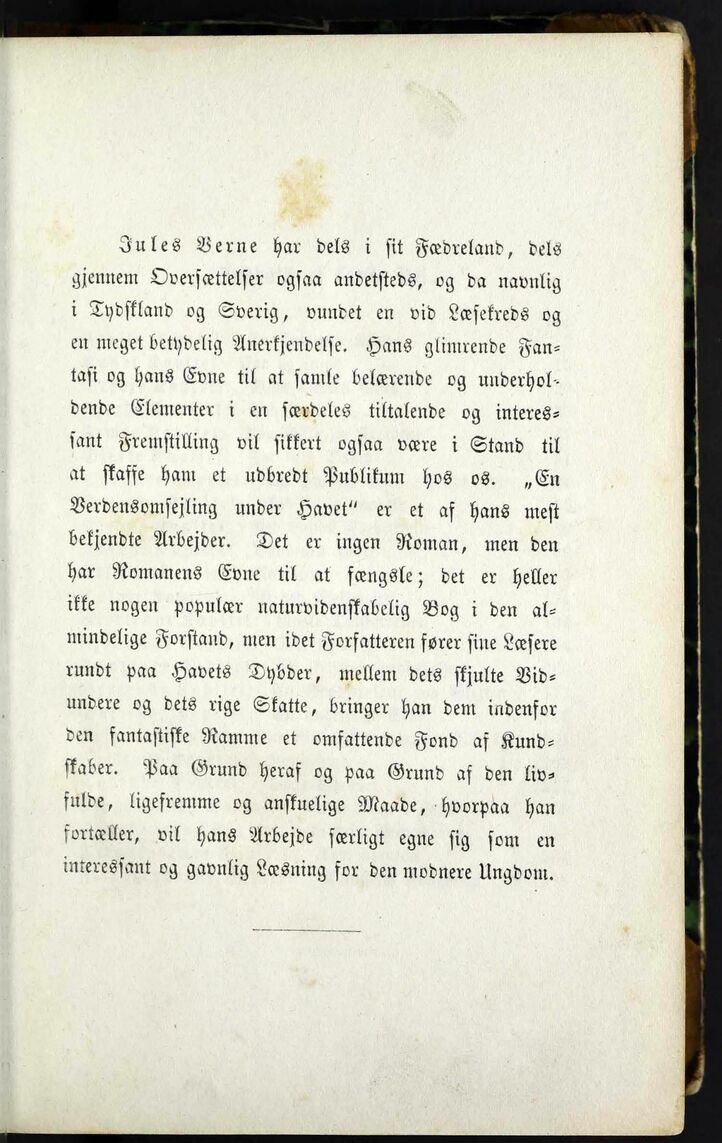 Jules Verne har dels i sit Fædreland, dels
gjennem Oversættelser ogsaa andetsteds, og da navnlig
i Tydskland og Sverig, vundet en vid Læsekreds og
en meget betydelig Anerkjendelse. Hans glimrende Fan-
tasi og hans Evne til at samle belærende og underhol-
dende Elementer i en særdeles tiltalende og interes-
sant Fremstilling vil sikkert ogsaa være i Stand til
at skaffe ham et udbredt Publikum hos os. „En
Verdensomsejling under Havet" er et af hans mest
bekjendte Arbejder. Det er ingen Roman, men den
har Romanens Evne til at fængsle; det er heller
ikke nogen populær naturvidenskabelig Bog i den al-
mindelige Forstand, men idet Forfatteren fører sine Læsere
rundt paa Havets Dybder, mellem dets skjulte Vid-
undere og dets rige Skatte, bringer han dem indenfor
den fantastiske Ramme et omfattende Fond af Kund-
skaber. Paa Grund heraf og paa Grund af den liv-
fulde, ligefremme og anskuelige Maade, hvorpaa han
fortæller, vil hans Arbejde særligt egne sig som en
interessant og gavnlig Læsning for den modnere Ungdom.